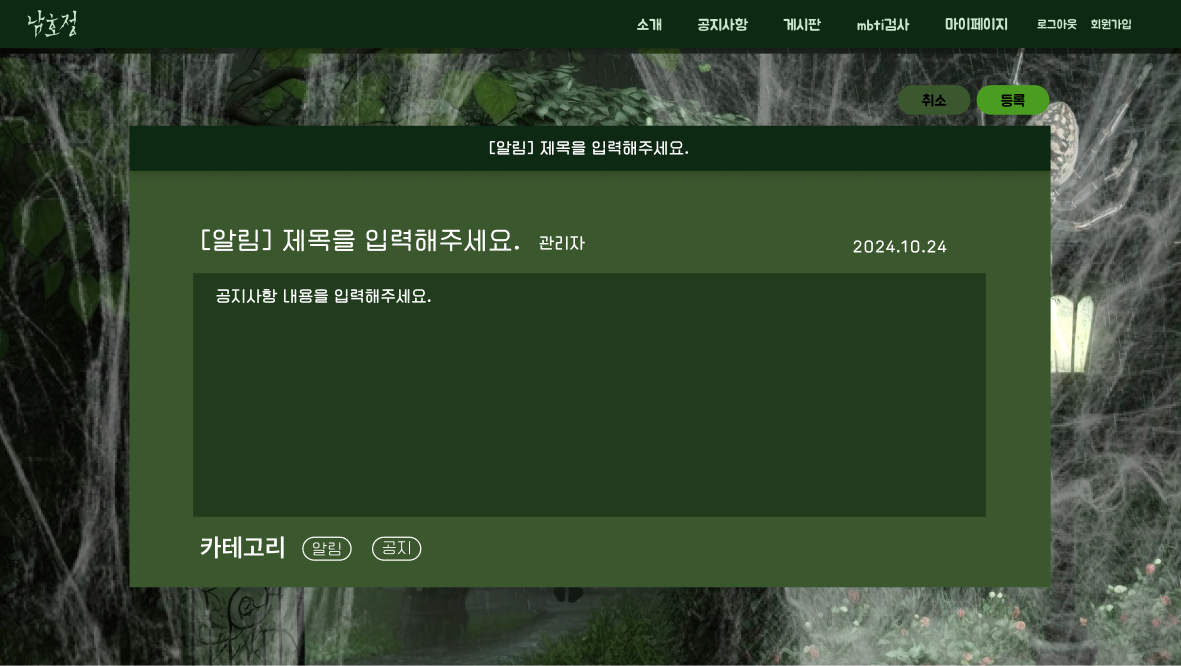 남호정
소개 공지사항 게시판 mbti검사 마이페이지 로그아웃 회원가입
취소 등록
[알림] 제목을 입력해주세요.
[알림] 제목을 입력해주세요. 관리자 2024.10.24
공지사항 내용을 입력해주세요.
카테고리 알림 공지